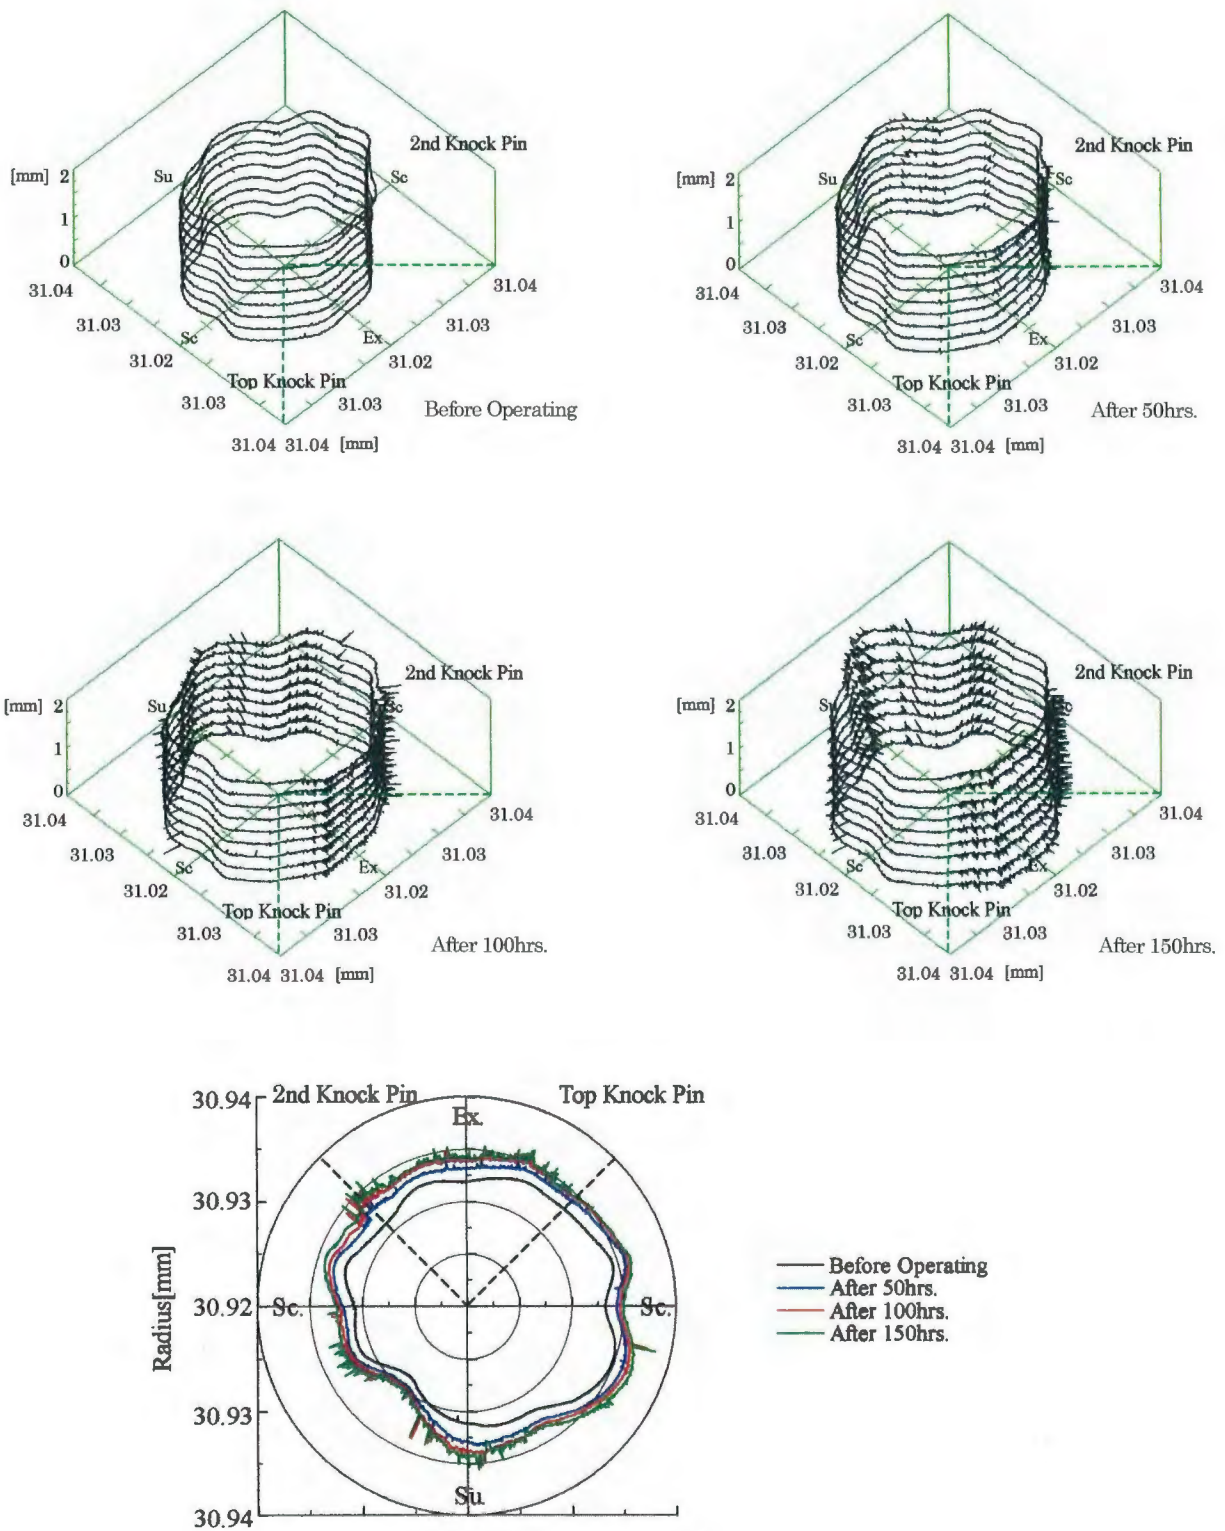 2nd Knock Pin
[mm] 2
Su
Sc
1
0
31.04
31.04
31.03
31.03
Sc
Ex
31.02
31.02
Top Knock Pin
31.03
31.03
Before Operating
31.04 31.04 [mm]
2nd Knock Pin
[mm] 2
Su
Sc
1
0
31.04
31.04
31.03
31.03
Sc
Ex
31.02
31.02
Top Knock Pin
31.03
31.03
After 50hrs.
31.04 31.04 [mm]
2nd Knock Pin
[mm] 2
Su
Sc
1
0
31.04
31.04
31.03
31.03
Sc
Ex
31.02
31.02
Top Knock Pin
31.03
31.03
After 100hrs.
31.04 31.04 [mm]
2nd Knock Pin
[mm] 2
Su
1
0
31.04
31.04
31.03
31.03
Sc
Ex
31.02
31.02
Top Knock Pin
31.03
31.03
After 150hrs.
31.04 31.04 [mm]
30.94
2nd Knock Pin
Top Knock Pin
Ex.
30.93
Radius[mm]
30.92
Sc.
Sc.
30.93
Su
30.94
Before Operating
After 50hrs.
After 100hrs.
After 150hrs.